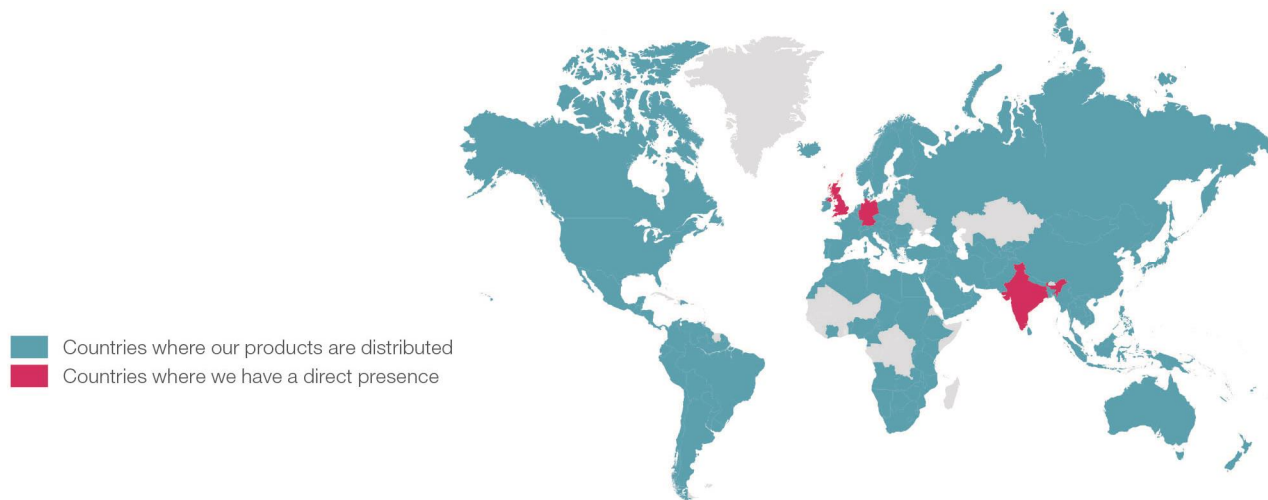 Countries where our products are distributed
Countries where we have a direct presence